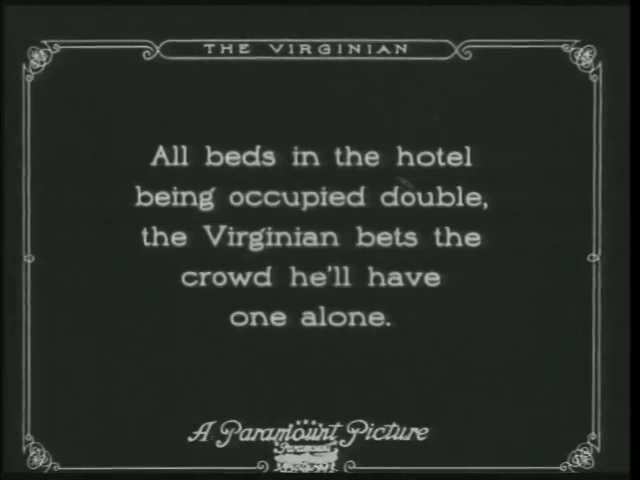 THE VIRGINIAN
All beds in the hotel
being occupied double,
the Virginian bets the
crowd he'll have
one alone.
A Paramount Picture
Paramount